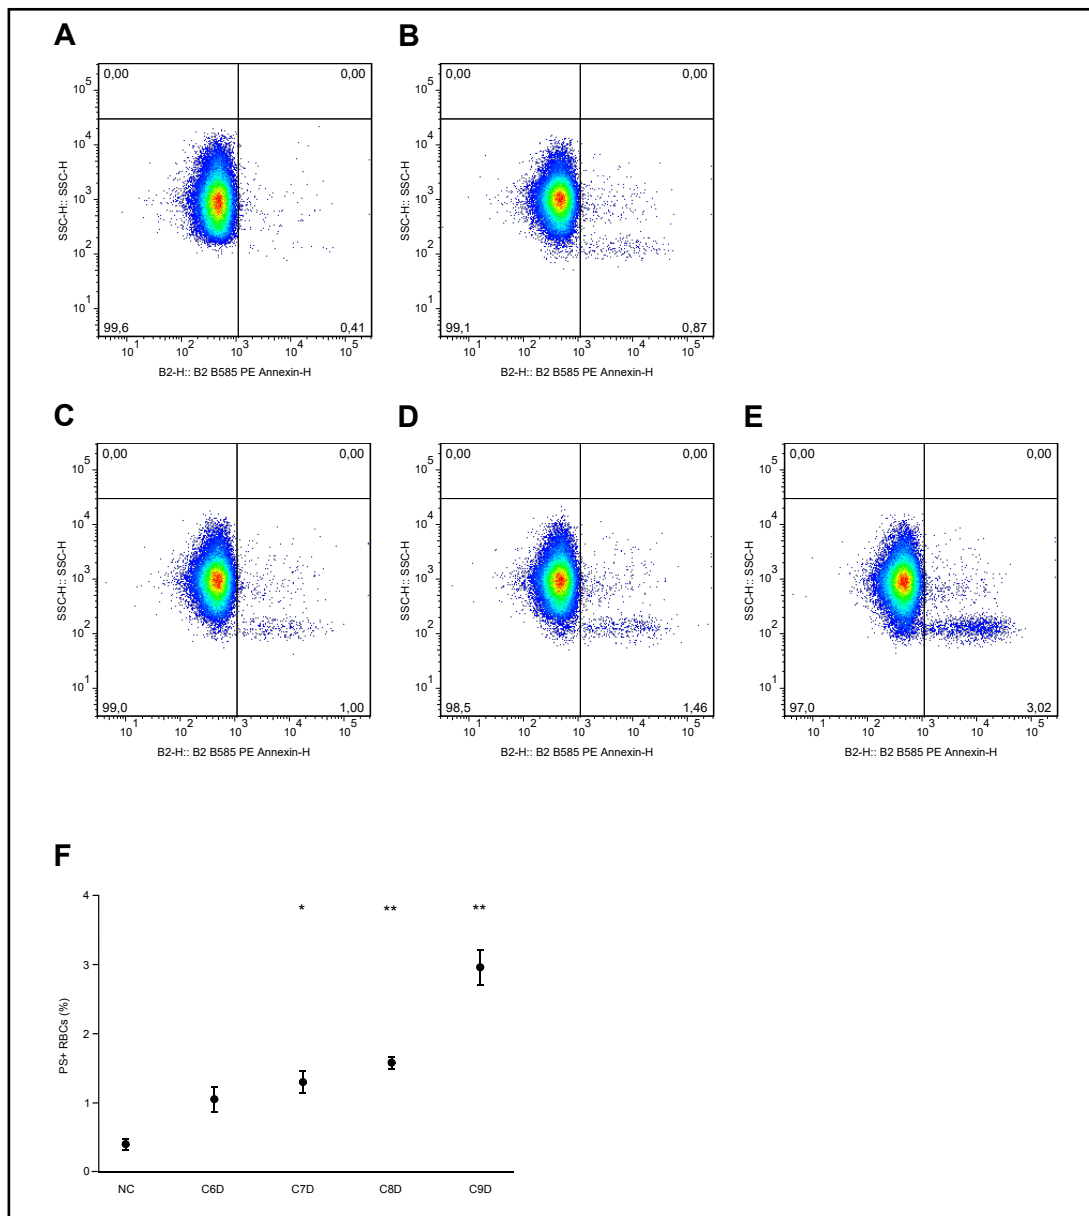 A
B
0,00 0,00
0,00 0,00
10^5
10^4
10^3
10^2
10^1
SSC-H:: SSC-H
99,6 0,41
10^1 10^2 10^3 10^4 10^5
B2-H:: B2 B585 PE Annexin-H
10^5
10^4
10^3
10^2
10^1
SSC-H:: SSC-H
99,1 0,87
10^1 10^2 10^3 10^4 10^5
B2-H:: B2 B585 PE Annexin-H
C
D
E
0,00 0,00
10^5
10^4
10^3
10^2
10^1
SSC-H:: SSC-H
99,0 1,00
10^1 10^2 10^3 10^4 10^5
B2-H:: B2 B585 PE Annexin-H
0,00 0,00
10^5
10^4
10^3
10^2
10^1
SSC-H:: SSC-H
98,5 1,46
10^1 10^2 10^3 10^4 10^5
B2-H:: B2 B585 PE Annexin-H
0,00 0,00
10^5
10^4
10^3
10^2
10^1
SSC-H:: SSC-H
97,0 3,02
10^1 10^2 10^3 10^4 10^5
B2-H:: B2 B585 PE Annexin-H
F
4
3
2
1
0
PS+ RBCs (%)
* ** **
NC C6D C7D C8D C9D